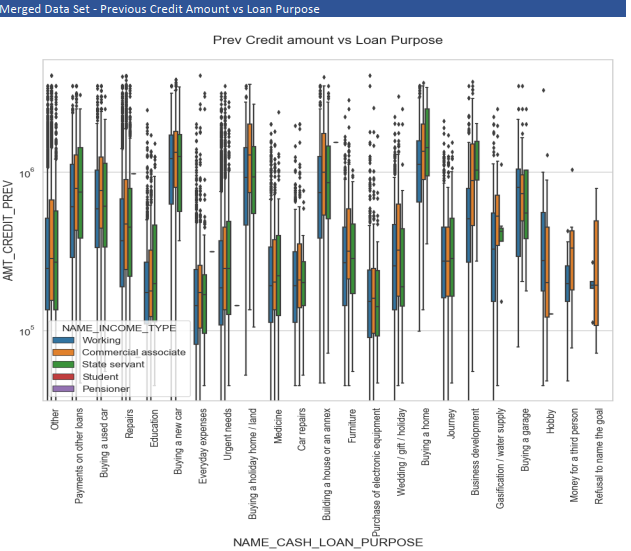 Merged Data Set - Previous Credit Amount vs Loan Purpose
Prev Credit amount vs Loan Purpose
AMT_CREDIT_PREV
10⁶
10⁵
NAME_INCOME_TYPE
Working
Commercial associate
State servant
Student
Pensioner
Other
Payments on other loans
Buying a used car
Repairs
Education
Buying a new car
Everyday expenses
Urgent needs
Buying a holiday home / land
Medicine
Car repairs
Building a house or an annex
Furniture
Purchase of electronic equipment
Wedding / gift / holiday
Buying a home
Journey
Business development
Gasification / water supply
Buying a garage
Hobby
Money for a third person
Refusal to name the goal
NAME_CASH_LOAN_PURPOSE